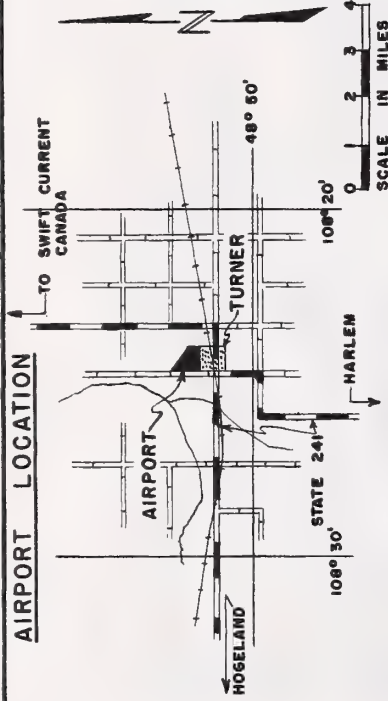 AIRPORT LOCATION
TO SWIFT CURRENT
CANADA
N
AIRPORT
TURNER
48° 50'
HOGELAND
STATE 241
HARLEM
108° 30'
108° 20'
0 1 2 3 4
SCALE IN MILES